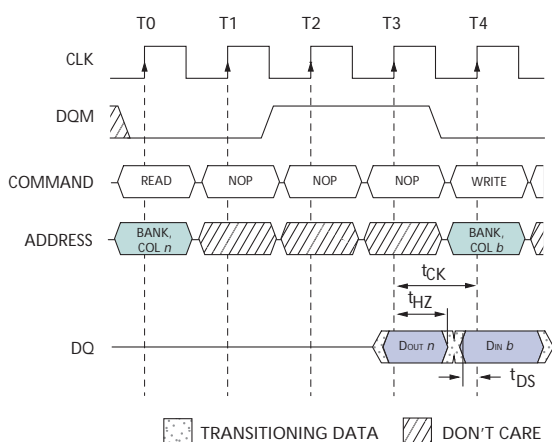 T0 T1 T2 T3 T4
CLK
DQM
COMMAND READ NOP NOP NOP WRITE
ADDRESS BANK, COL n BANK, COL b
tCK
tHZ
DQ DOUT n DIN b
tDS
TRANSITIONING DATA DON'T CARE